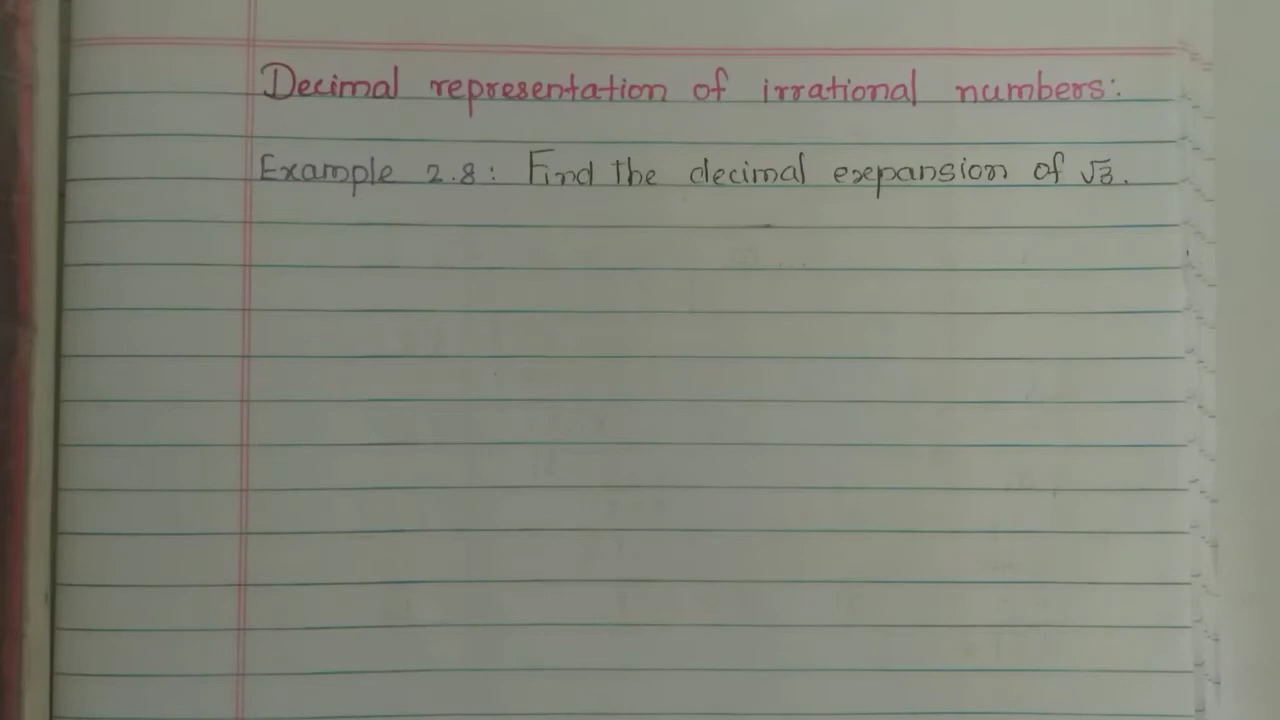 Decimal representation of irrational numbers:
Example 2.8: Find the decimal expansion of √3.